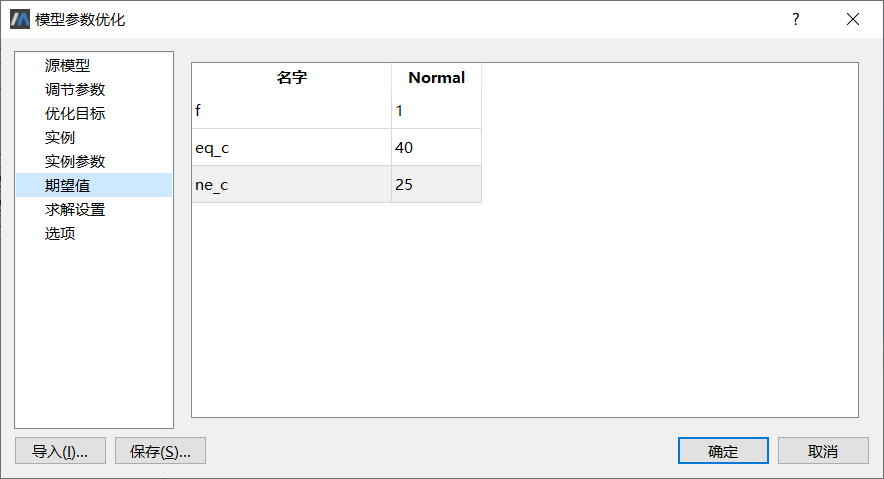 模型参数优化
?
源模型
调节参数
优化目标
实例
实例参数
期望值
求解设置
选项
名字 Normal
f 1
eq_c 40
ne_c 25
导入(I)... 保存(S)... 确定 取消